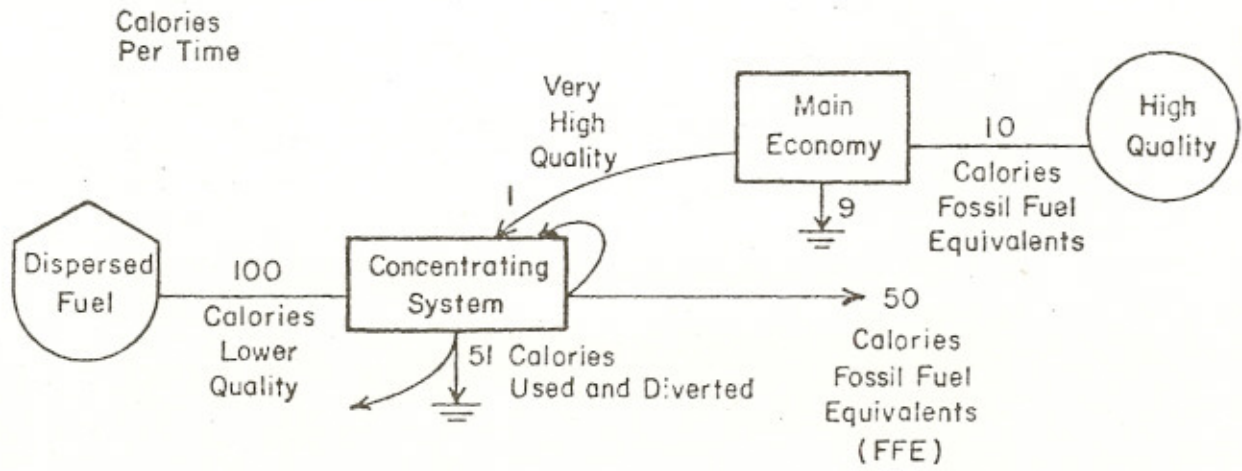 Calories
Per Time
Very
High
Quality
1
Main
Economy
9
10
Calories
Fossil Fuel
Equivalents
High
Quality
Dispersed
Fuel
100
Calories
Lower
Quality
Concentrating
System
51 Calories
Used and Diverted
50
Calories
Fossil Fuel
Equivalents
(FFE)